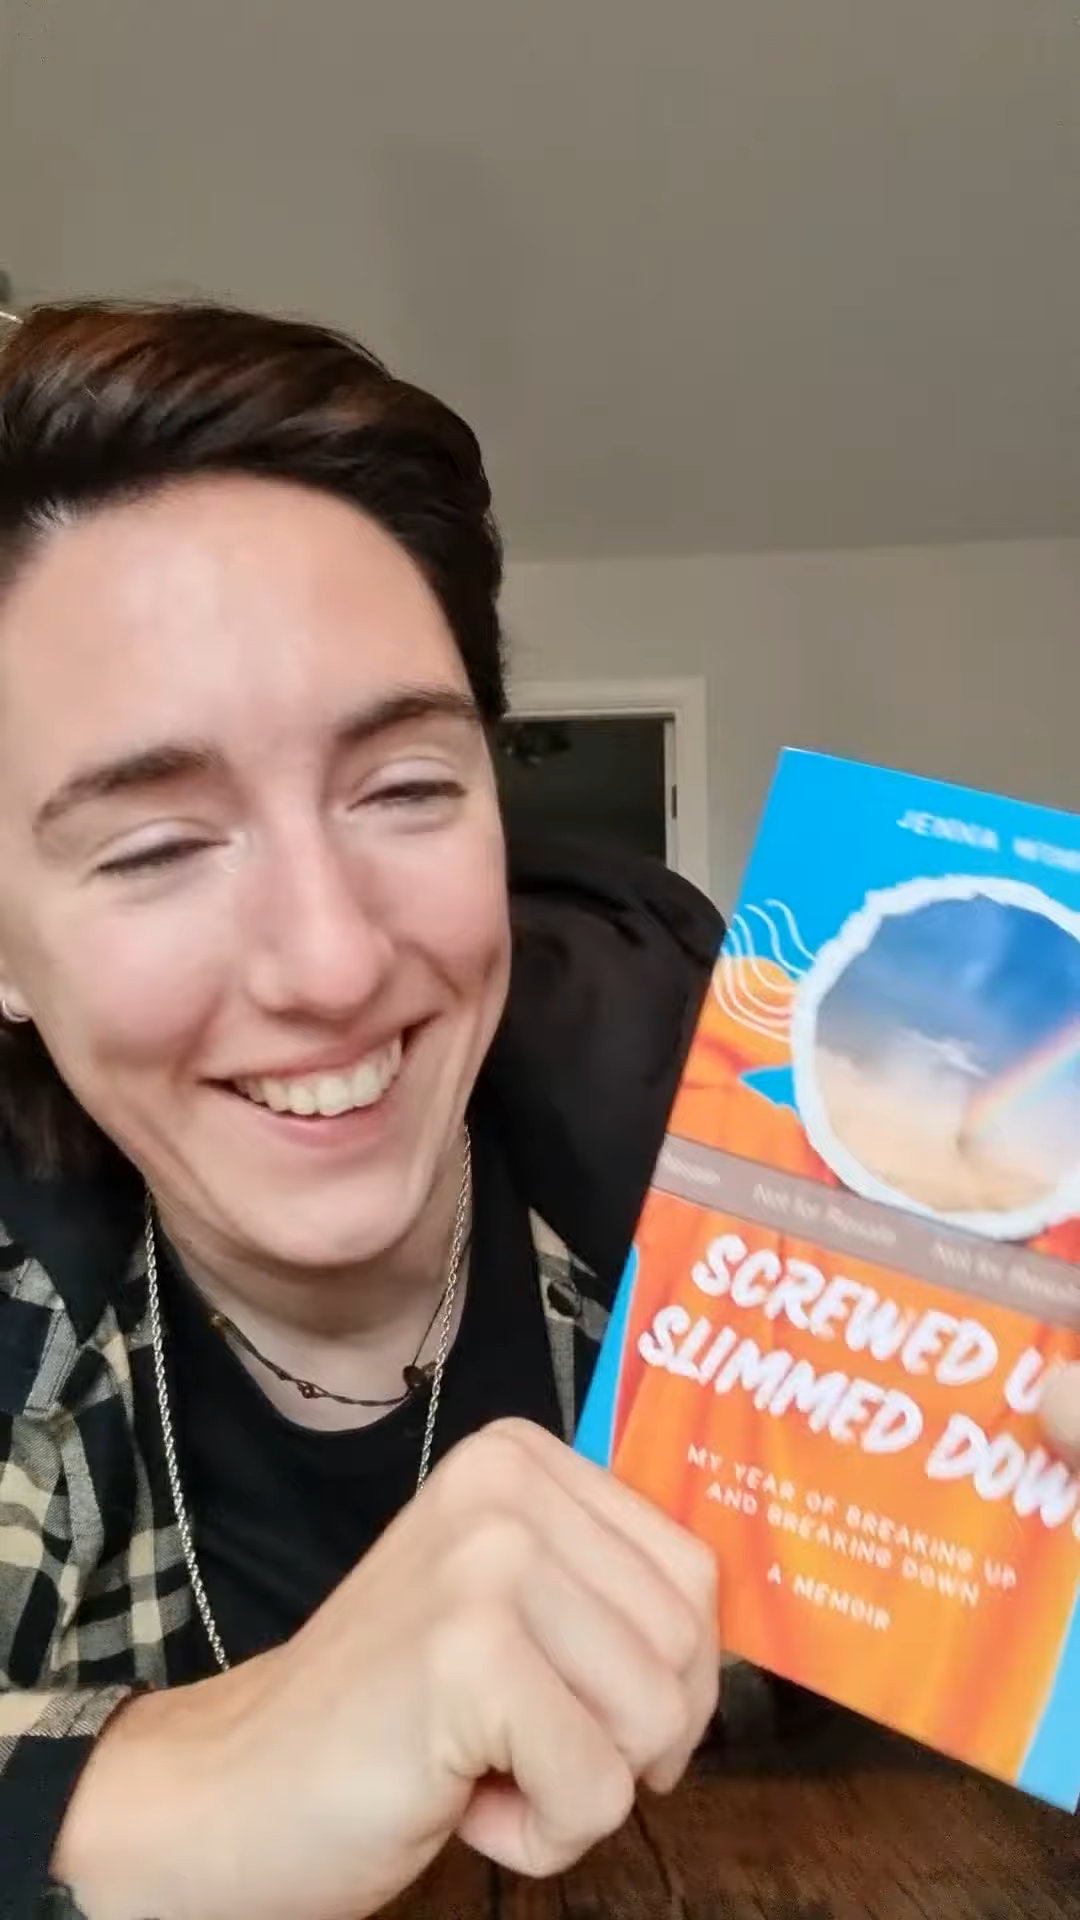 JENNA
Resale Not for Resale Not for Resale
SCREWED U
SLIMMED DOW
MY YEAR OF BREAKING UP
AND BREAKING DOWN
A MEMOIR